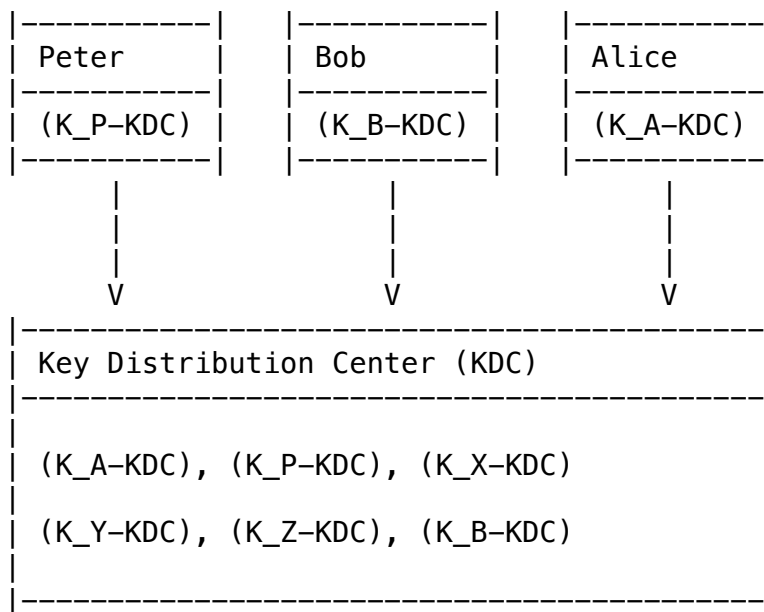 Peter Bob Alice
(K_P-KDC) (K_B-KDC) (K_A-KDC)
V V V
Key Distribution Center (KDC)
(K_A-KDC), (K_P-KDC), (K_X-KDC)
(K_Y-KDC), (K_Z-KDC), (K_B-KDC)